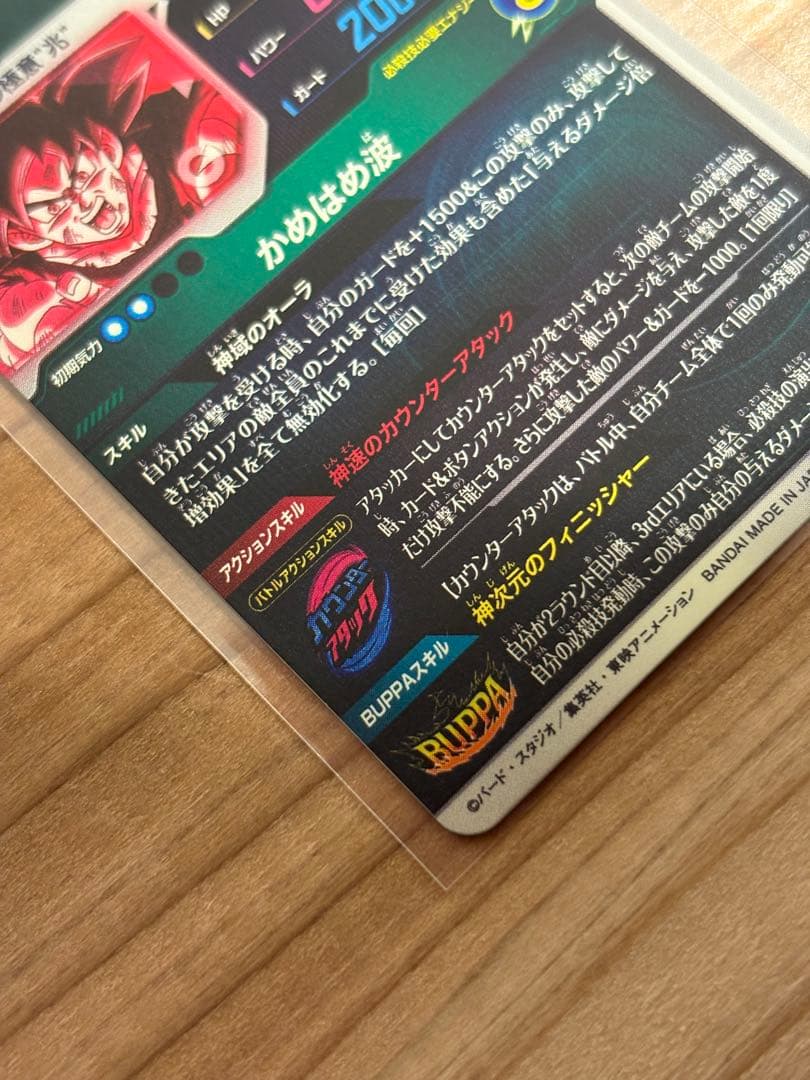 極意"兆"
HP
パワー
ガード
200
必殺技必要エナジー
かめはめ波
初期気力
スキル
神域のオーラ
自分が攻撃を受ける時、自分のガードを+1500&この攻撃のみ、攻撃して
きたエリアの敵全員のこれまでに受けた効果も含めた「与えるダメージ倍
増効果」を全て無効化する。[毎回]
アクションスキル
神速のカウンターアタック
バトルアクションスキル
カウンターアタック
アタッカーにしてカウンターアタックをセットすると、次の敵チームの攻撃開始
時、カード&ボタンアクションが発生し、敵にダメージを与え、攻撃した敵を1度
だけ攻撃不能にする。さらに攻撃した敵のパワー&ガードを-1000。[1回限り]
[カウンターアタックは、バトル中、自分チーム全体で1回のみ発動可
BUPPAスキル
神次元のフィニッシャー
BUPPA
自分が2ラウンド目以降、3rdエリアにいる場合、必殺技の
自分の必殺技発動時、この攻撃のみ自分の与えるダメー
©バード・スタジオ/集英社・東映アニメーション BANDAI MADE IN JA